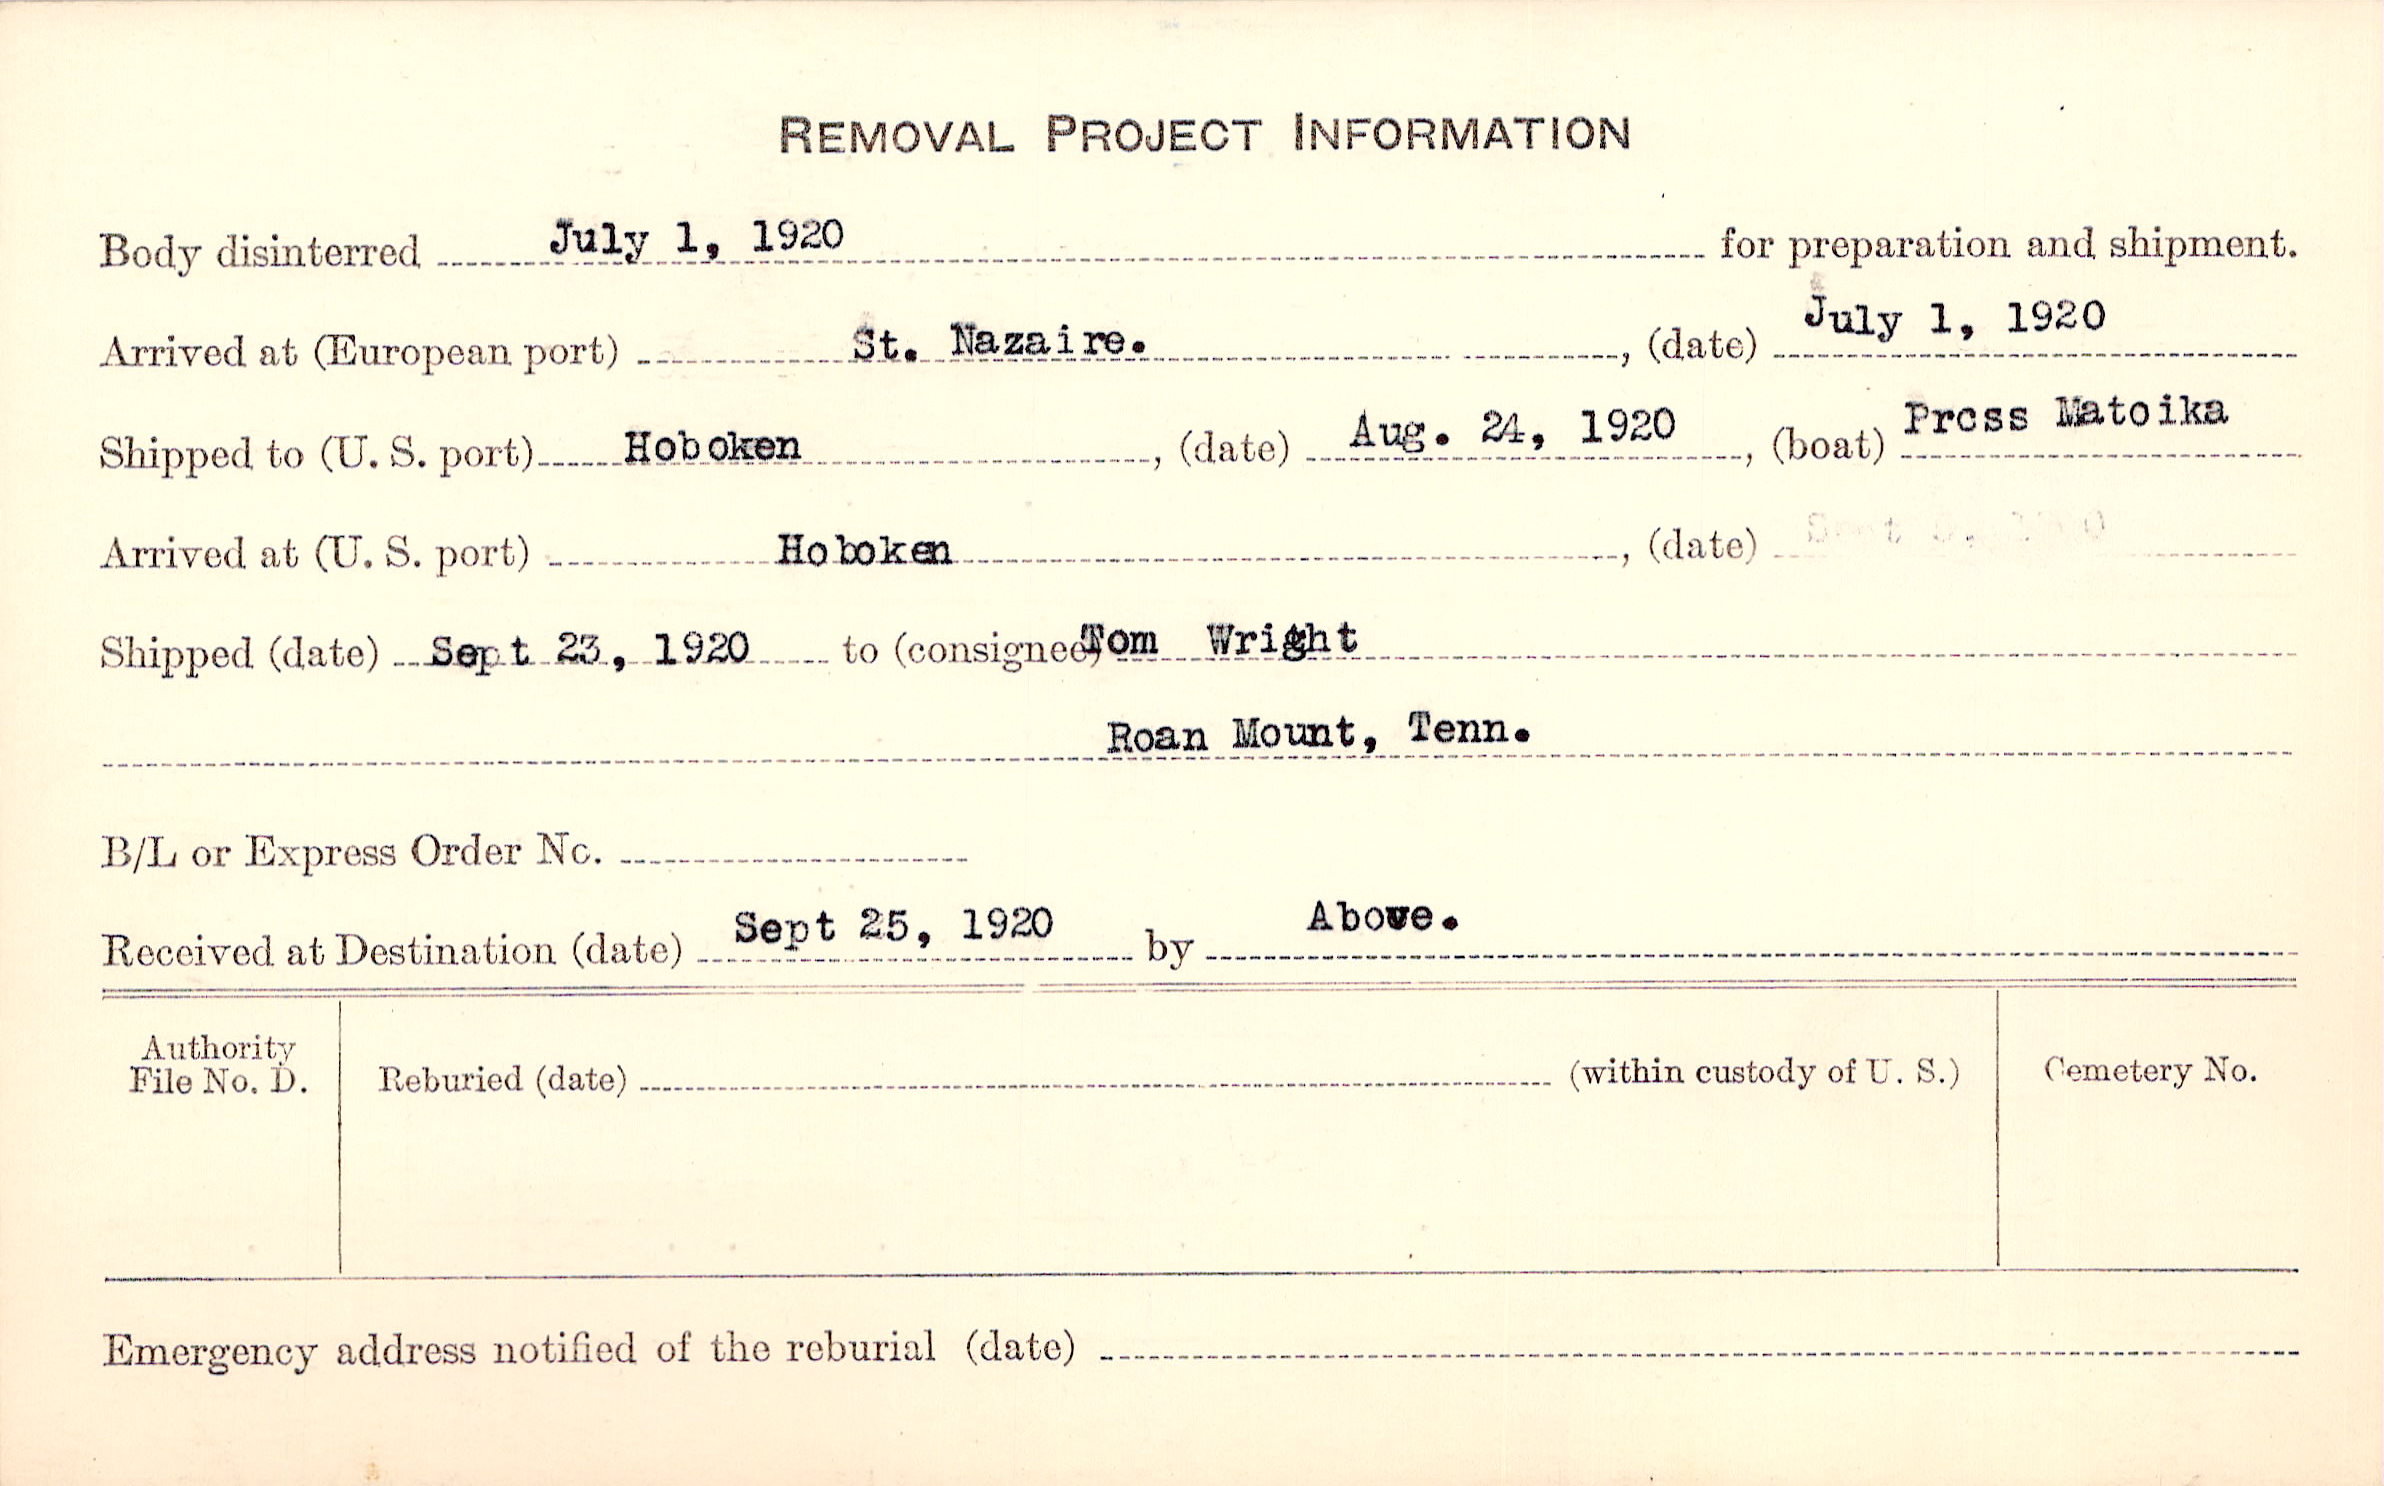 REMOVAL PROJECT INFORMATION
Body disinterred July 1, 1920 for preparation and shipment.
Arrived at (European port) St. Nazaire. , (date) July 1, 1920
Shipped to (U. S. port) Hoboken , (date) Aug. 24, 1920 , (boat) Prcss Matoika
Arrived at (U. S. port) Hoboken , (date)
Shipped (date) Sept 23, 1920 to (consignee) Tom Wright
Roan Mount, Tenn.
B/L or Express Order No.
Received at Destination (date) Sept 25, 1920 by Above.
Authority
File No. D.
Reburied (date) (within custody of U. S.)
Cemetery No.
Emergency address notified of the reburial (date)